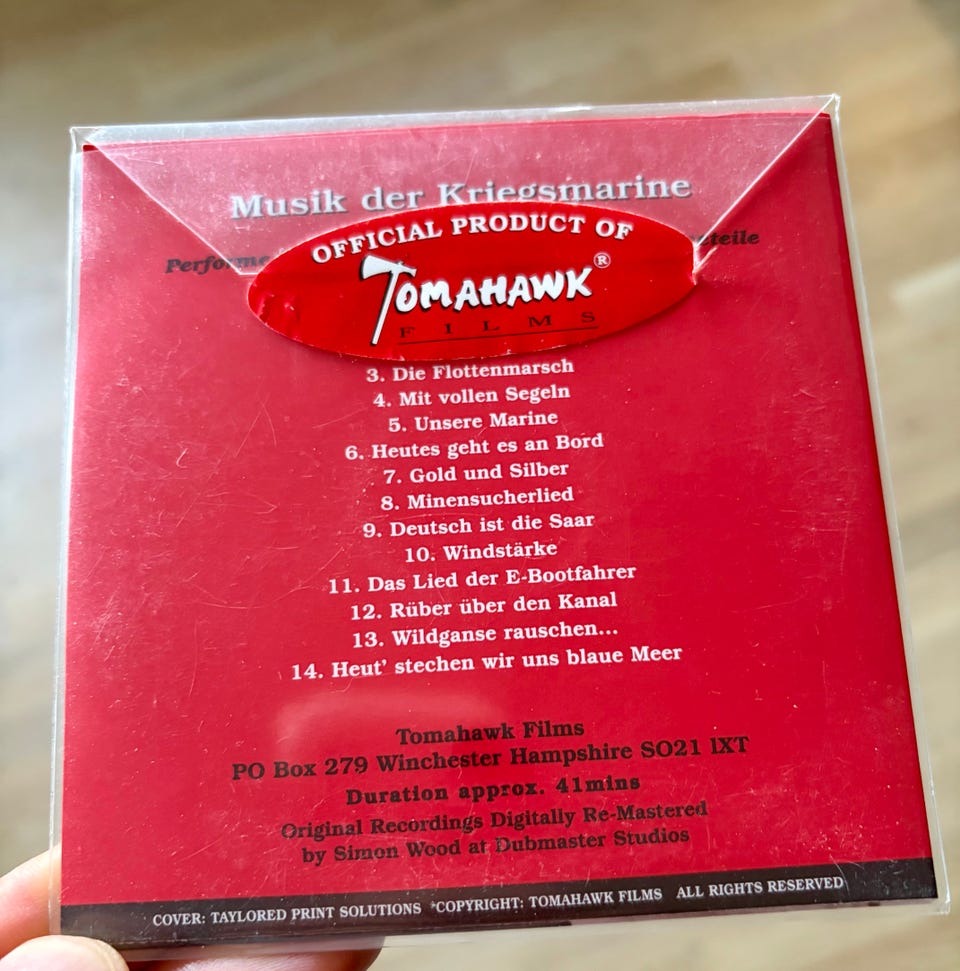 Musik der Kriegsmarine
OFFICIAL PRODUCT OF
TOMAHAWK ®
FILMS
3. Die Flottenmarsch
4. Mit vollen Segeln
5. Unsere Marine
6. Heutes geht es an Bord
7. Gold und Silber
8. Minensucherlied
9. Deutsch ist die Saar
10. Windstärke
11. Das Lied der E-Bootfahrer
12. Rüber über den Kanal
13. Wildganse rauschen...
14. Heut' stechen wir uns blaue Meer
Tomahawk Films
PO Box 279 Winchester Hampshire SO21 1XT
Duration approx. 41mins
Original Recordings Digitally Re-Mastered
by Simon Wood at Dubmaster Studios
COVER: TAYLORED PRINT SOLUTIONS *COPYRIGHT: TOMAHAWK FILMS ALL RIGHTS RESERVED